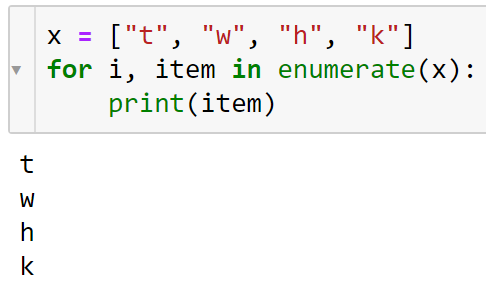 x = ["t", "w", "h", "k"]
for i, item in enumerate(x):
    print(item)
t
w
h
k